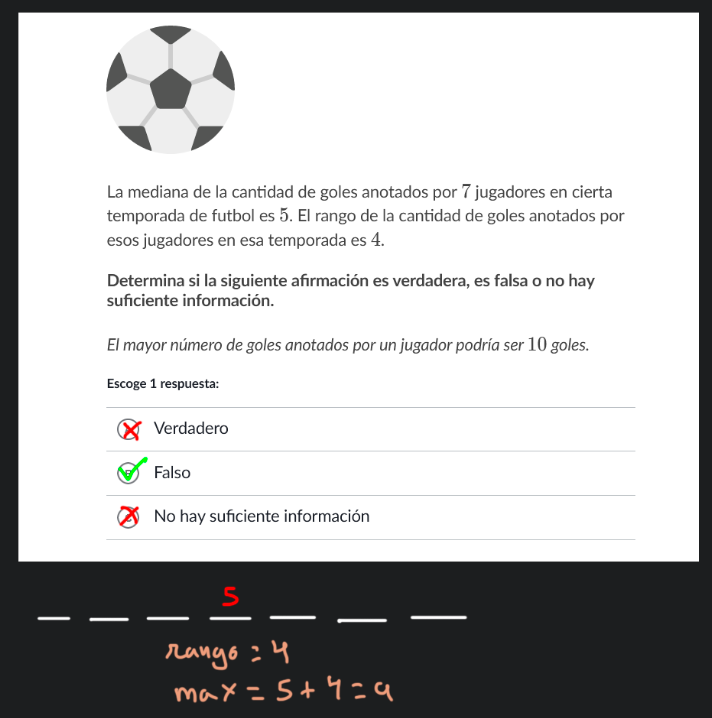 La mediana de la cantidad de goles anotados por 7 jugadores en cierta
temporada de futbol es 5. El rango de la cantidad de goles anotados por
esos jugadores en esa temporada es 4.
Determina si la siguiente afirmación es verdadera, es falsa o no hay
suficiente información.
El mayor número de goles anotados por un jugador podría ser 10 goles.
Escoge 1 respuesta:
Verdadero
Falso
No hay suficiente información
5
rango = 4
max = 5 + 4 = 9